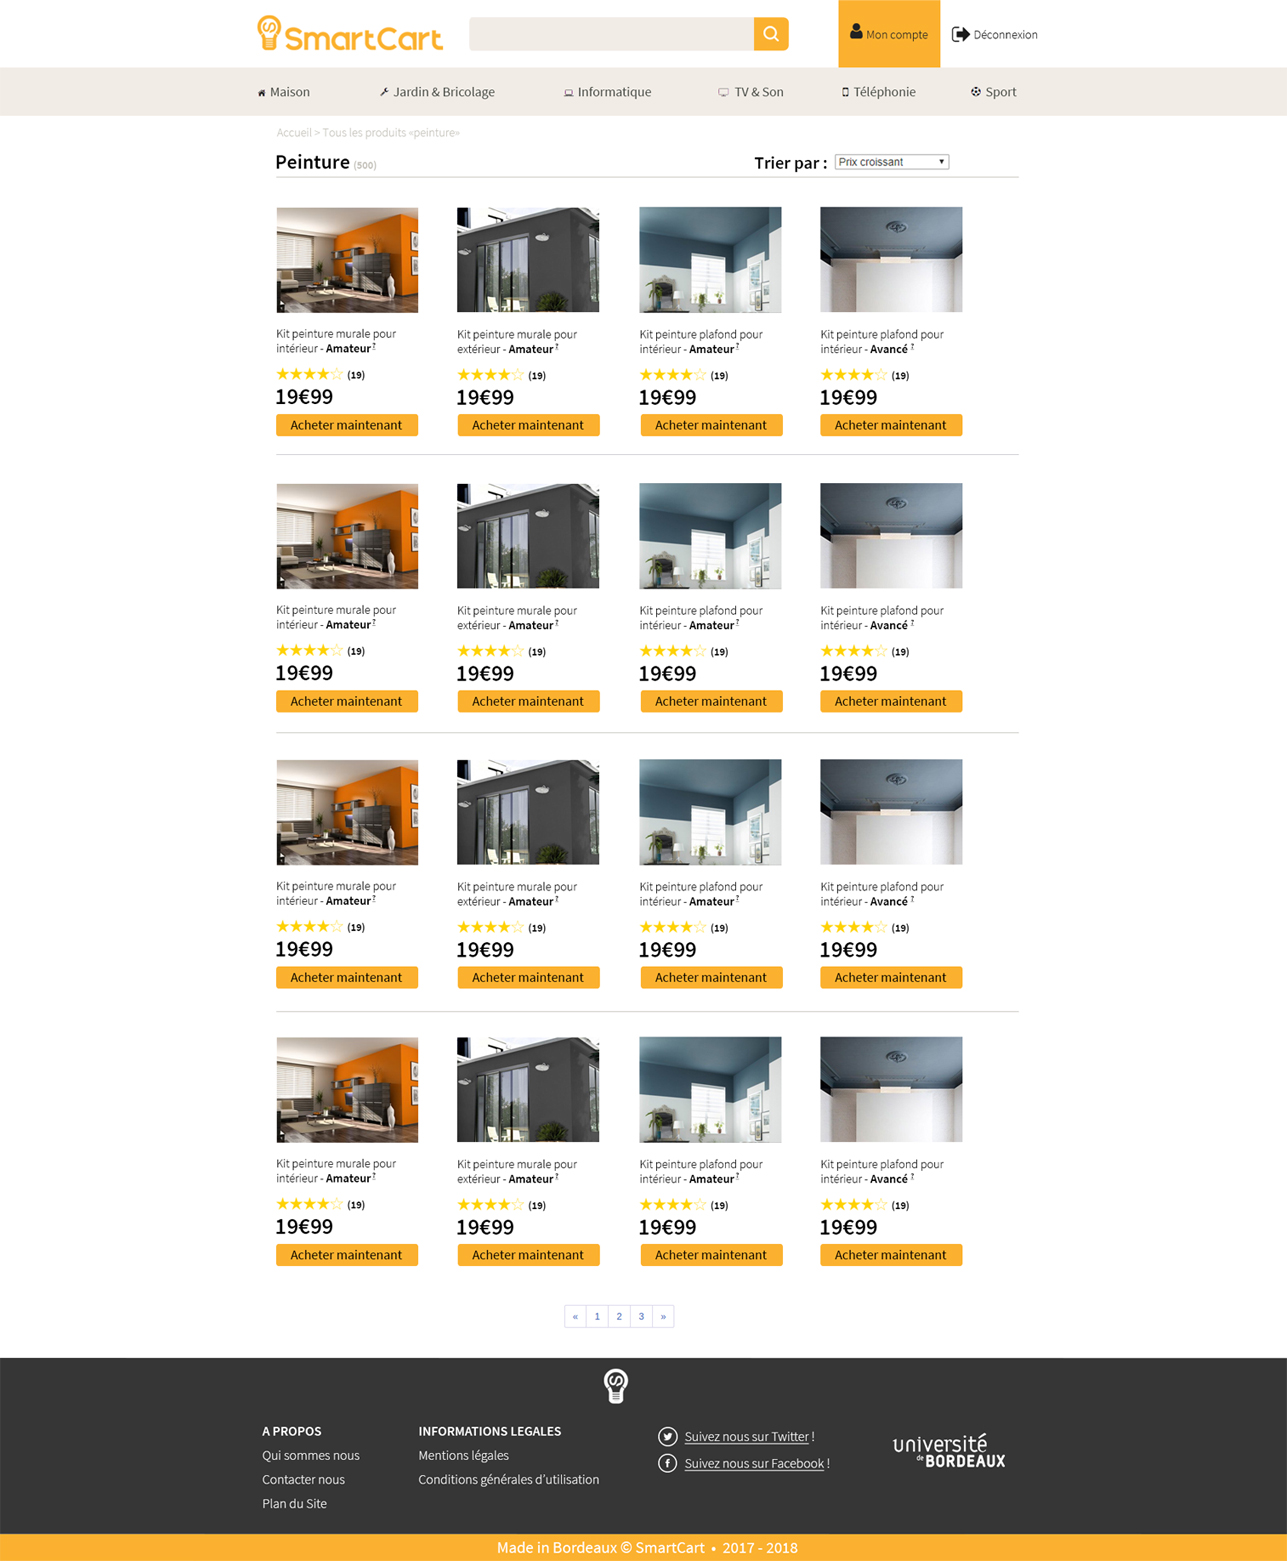 SmartCart
Mon compte
Déconnexion
Maison
Jardin & Bricolage
Informatique
TV & Son
Téléphonie
Sport
Accueil > Tous les produits «peinture»
Peinture (500)
Trier par :
Prix croissant
Kit peinture murale pour
intérieur - Amateur ?
(19)
19€99
Acheter maintenant
Kit peinture murale pour
extérieur - Amateur ?
(19)
19€99
Acheter maintenant
Kit peinture plafond pour
intérieur - Amateur ?
(19)
19€99
Acheter maintenant
Kit peinture plafond pour
intérieur - Avancé ?
(19)
19€99
Acheter maintenant
Kit peinture murale pour
intérieur - Amateur ?
(19)
19€99
Acheter maintenant
Kit peinture murale pour
extérieur - Amateur ?
(19)
19€99
Acheter maintenant
Kit peinture plafond pour
intérieur - Amateur ?
(19)
19€99
Acheter maintenant
Kit peinture plafond pour
intérieur - Avancé ?
(19)
19€99
Acheter maintenant
Kit peinture murale pour
intérieur - Amateur ?
(19)
19€99
Acheter maintenant
Kit peinture murale pour
extérieur - Amateur ?
(19)
19€99
Acheter maintenant
Kit peinture plafond pour
intérieur - Amateur ?
(19)
19€99
Acheter maintenant
Kit peinture plafond pour
intérieur - Avancé ?
(19)
19€99
Acheter maintenant
Kit peinture murale pour
intérieur - Amateur ?
(19)
19€99
Acheter maintenant
Kit peinture murale pour
extérieur - Amateur ?
(19)
19€99
Acheter maintenant
Kit peinture plafond pour
intérieur - Amateur ?
(19)
19€99
Acheter maintenant
Kit peinture plafond pour
intérieur - Avancé ?
(19)
19€99
Acheter maintenant
« 1 2 3 »
A PROPOS
Qui sommes nous
Contacter nous
Plan du Site
INFORMATIONS LEGALES
Mentions légales
Conditions générales d'utilisation
Suivez nous sur Twitter !
Suivez nous sur Facebook !
université
de BORDEAUX
Made in Bordeaux © SmartCart • 2017 - 2018